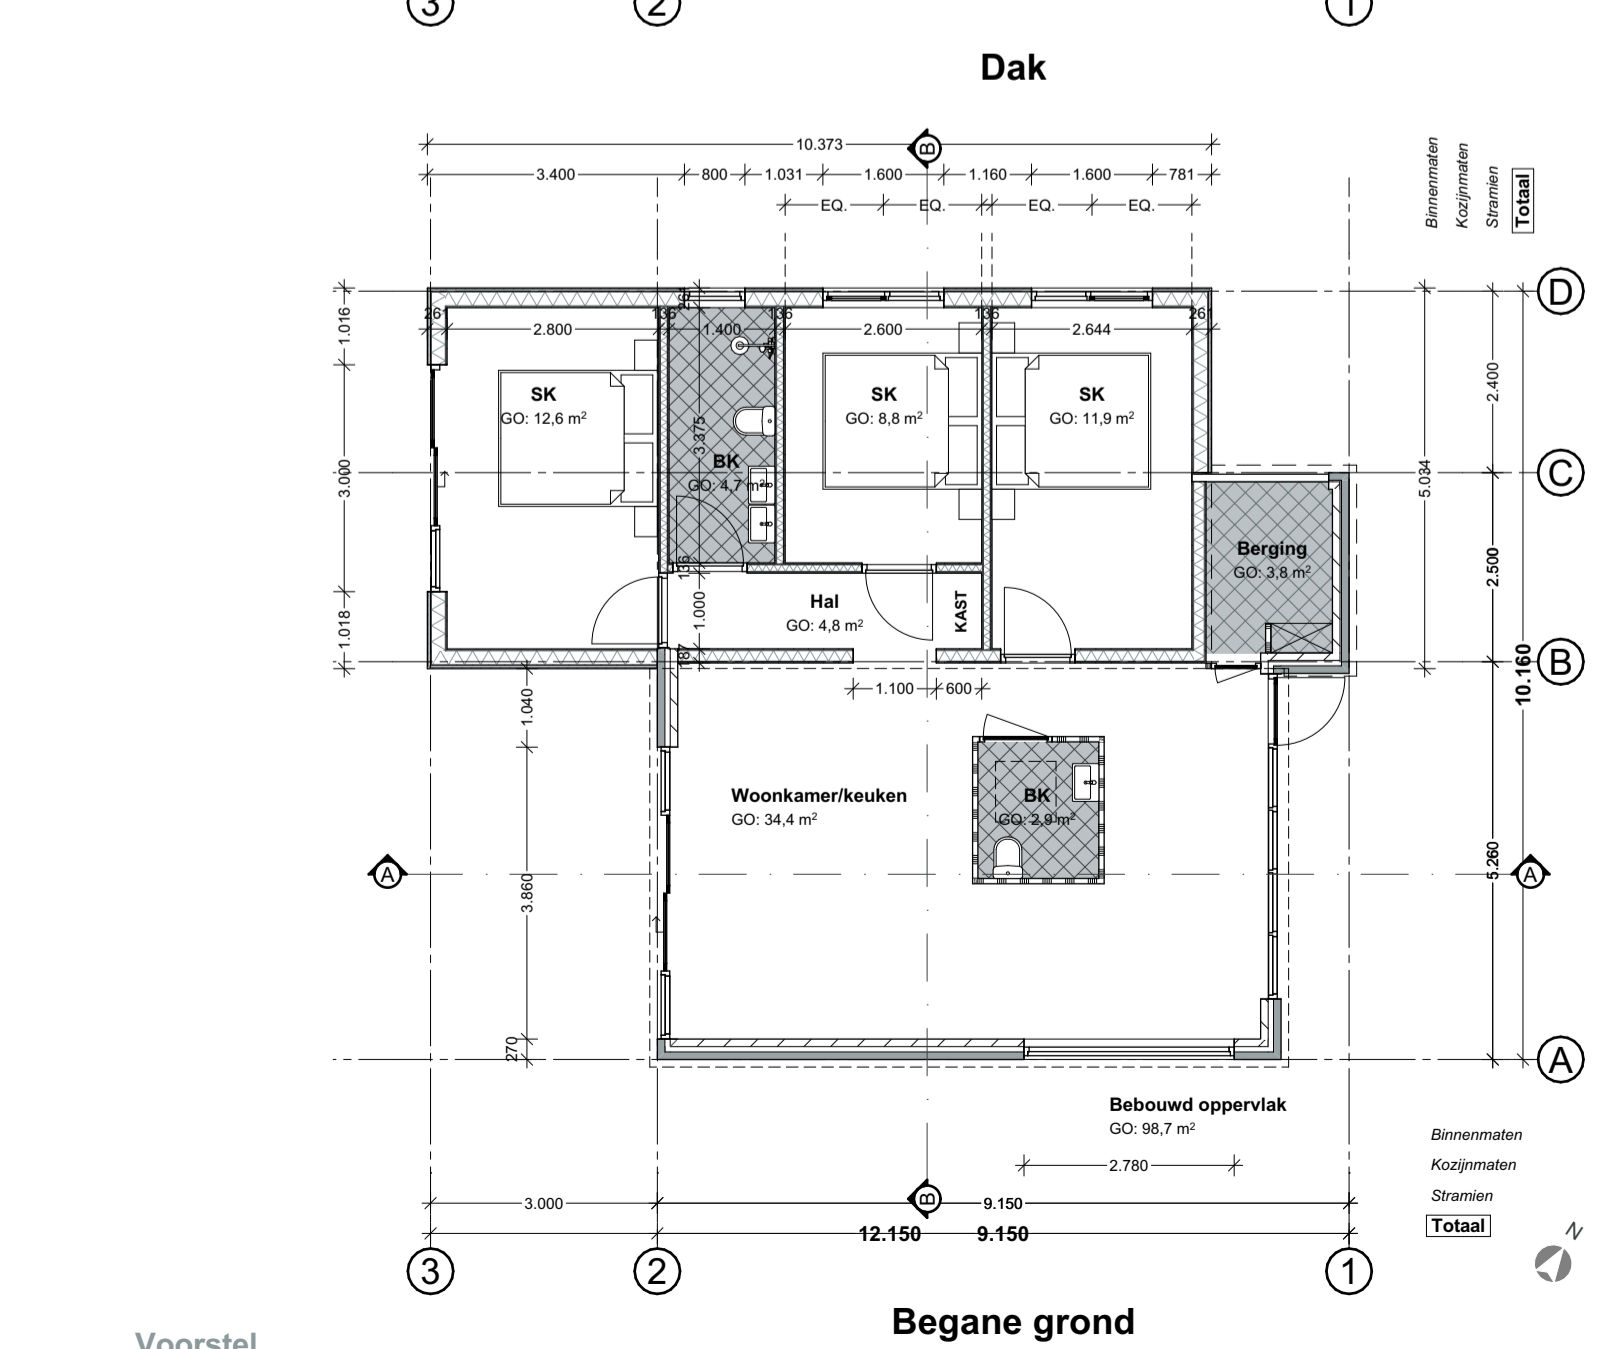 3
2
1
Dak
10.373
B
3.400
800
1.031
1.600
1.160
1.600
781
EQ.
EQ.
EQ.
EQ.
Binnenmaten
Kozijnmaten
Stramien
Totaal
D
1.016
261
2.800
136
1.400
136
2.600
136
2.644
261
2.400
SK
GO: 12,6 m²
SK
GO: 8,8 m²
SK
GO: 11,9 m²
3.375
BK
GO: 4,7 m²
C
3.000
5.034
Berging
GO: 3,8 m²
2.500
136
1.000
Hal
GO: 4,8 m²
KAST
1.018
187
B
10.160
1.100
600
1.040
Woonkamer/keuken
GO: 34,4 m²
BK
GO: 2,9 m²
A
3.860
5.260
A
270
A
Bebouwd oppervlak
GO: 98,7 m²
2.780
Binnenmaten
Kozijnmaten
Stramien
Totaal
3.000
B
9.150
12.150
9.150
N
3
2
1
Begane grond
Voorstel